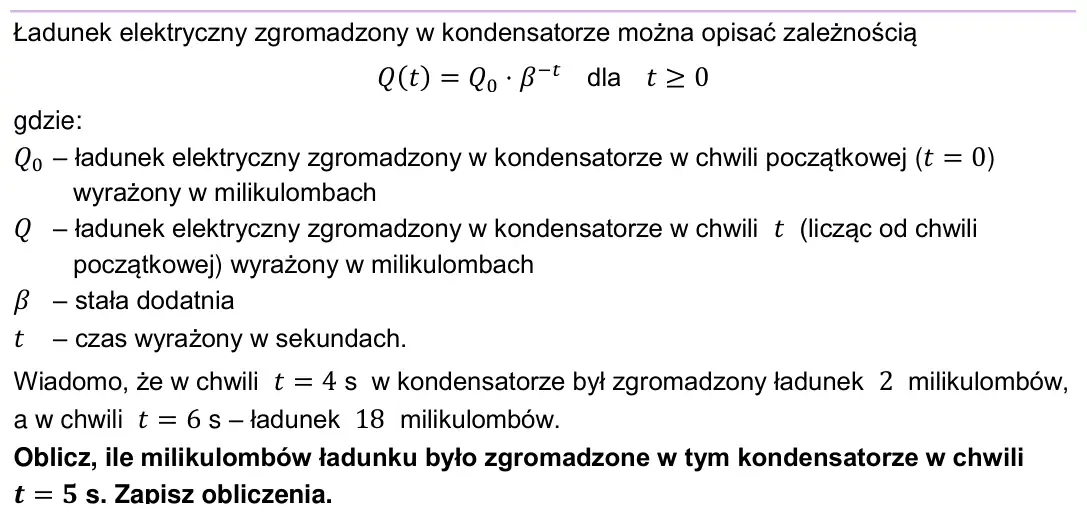 Ładunek elektryczny zgromadzony w kondensatorze można opisać zależnością
Q(t) = Q₀ · β⁻ᵗ dla t ≥ 0
gdzie:
Q₀ – ładunek elektryczny zgromadzony w kondensatorze w chwili początkowej (t = 0)
wyrażony w milikulombach
Q – ładunek elektryczny zgromadzony w kondensatorze w chwili t (licząc od chwili
początkowej) wyrażony w milikulombach
β – stała dodatnia
t – czas wyrażony w sekundach.
Wiadomo, że w chwili t = 4 s w kondensatorze był zgromadzony ładunek 2 milikulombów,
a w chwili t = 6 s – ładunek 18 milikulombów.
Oblicz, ile milikulombów ładunku było zgromadzone w tym kondensatorze w chwili
t = 5 s. Zapisz obliczenia.